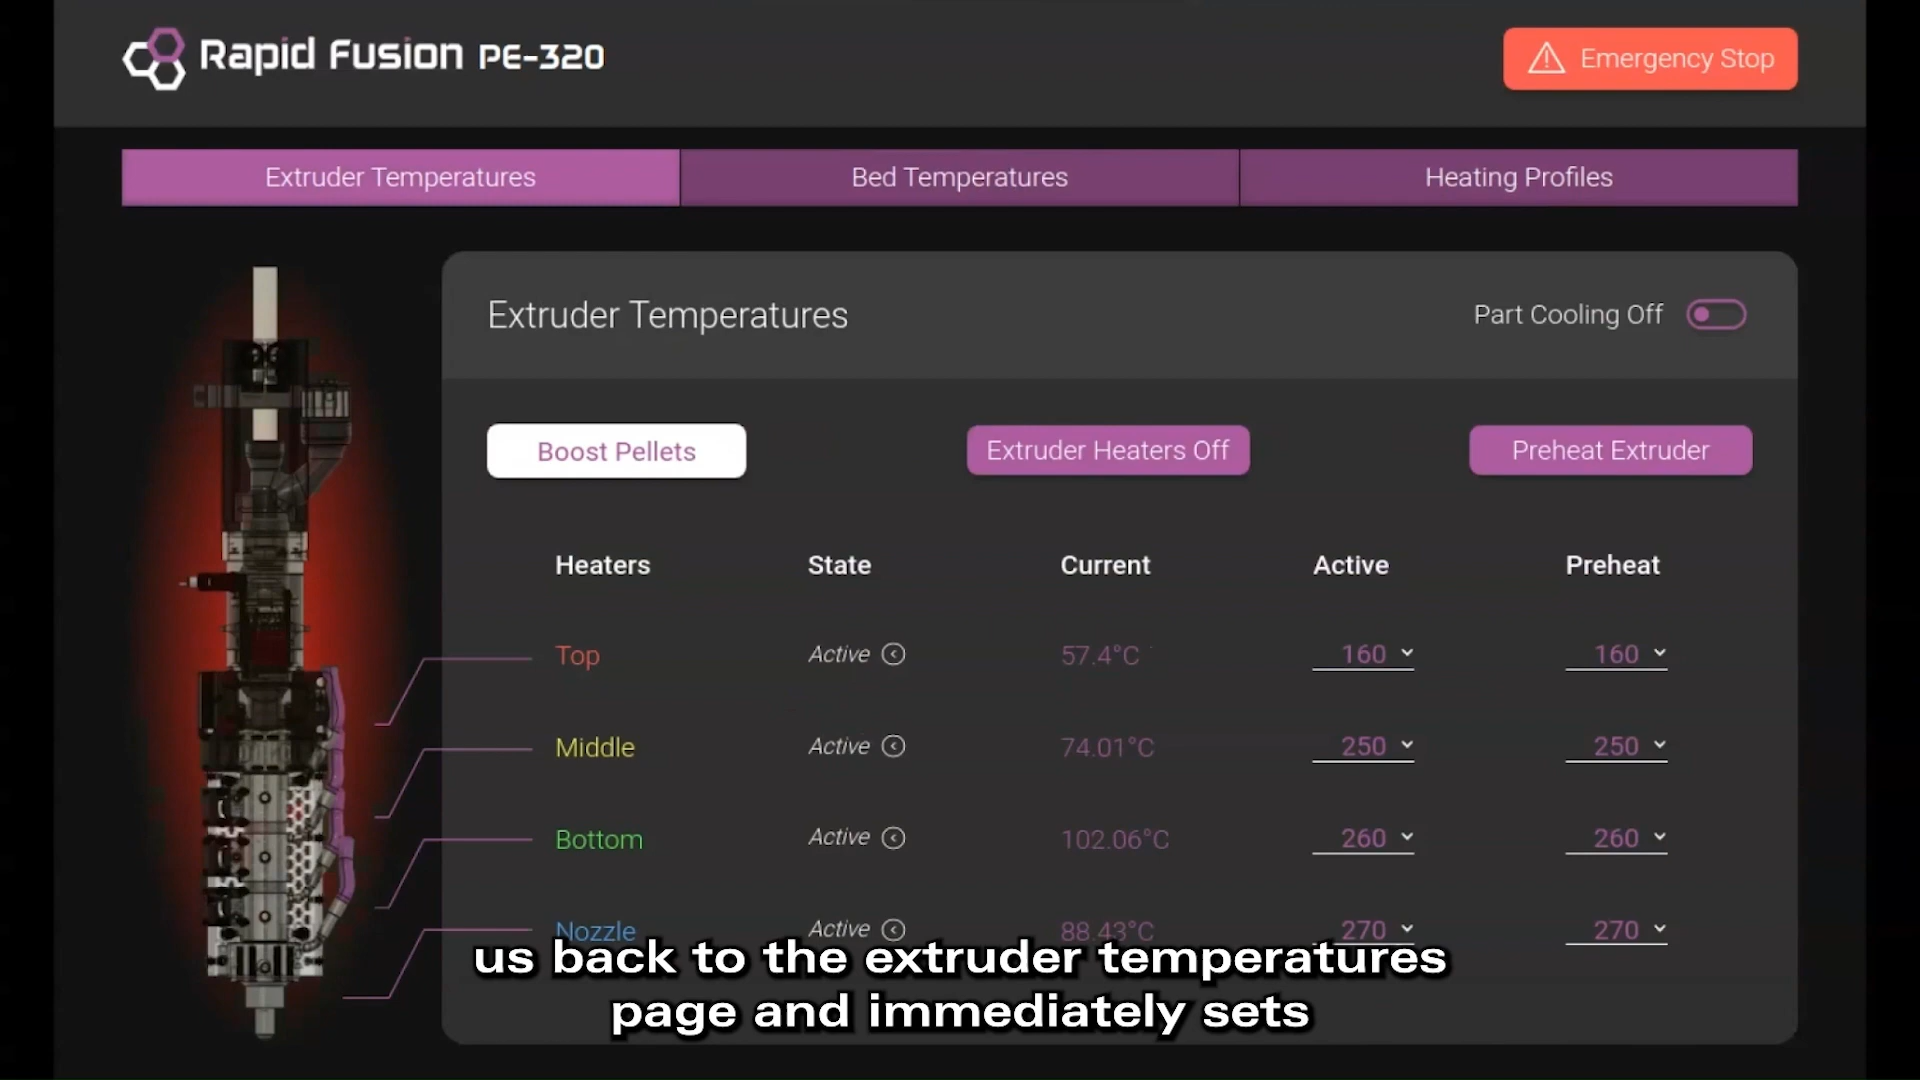 Rapid Fusion PE-320
Emergency Stop
Extruder Temperatures
Bed Temperatures
Heating Profiles
Extruder Temperatures
Part Cooling Off
Boost Pellets
Extruder Heaters Off
Preheat Extruder
Heaters State Current Active Preheat
Top Active 57.4°C 160 160
Middle Active 74.01°C 250 250
Bottom Active 102.06°C 260 260
Nozzle Active 88.43°C 270 270
us back to the extruder temperatures
page and immediately sets